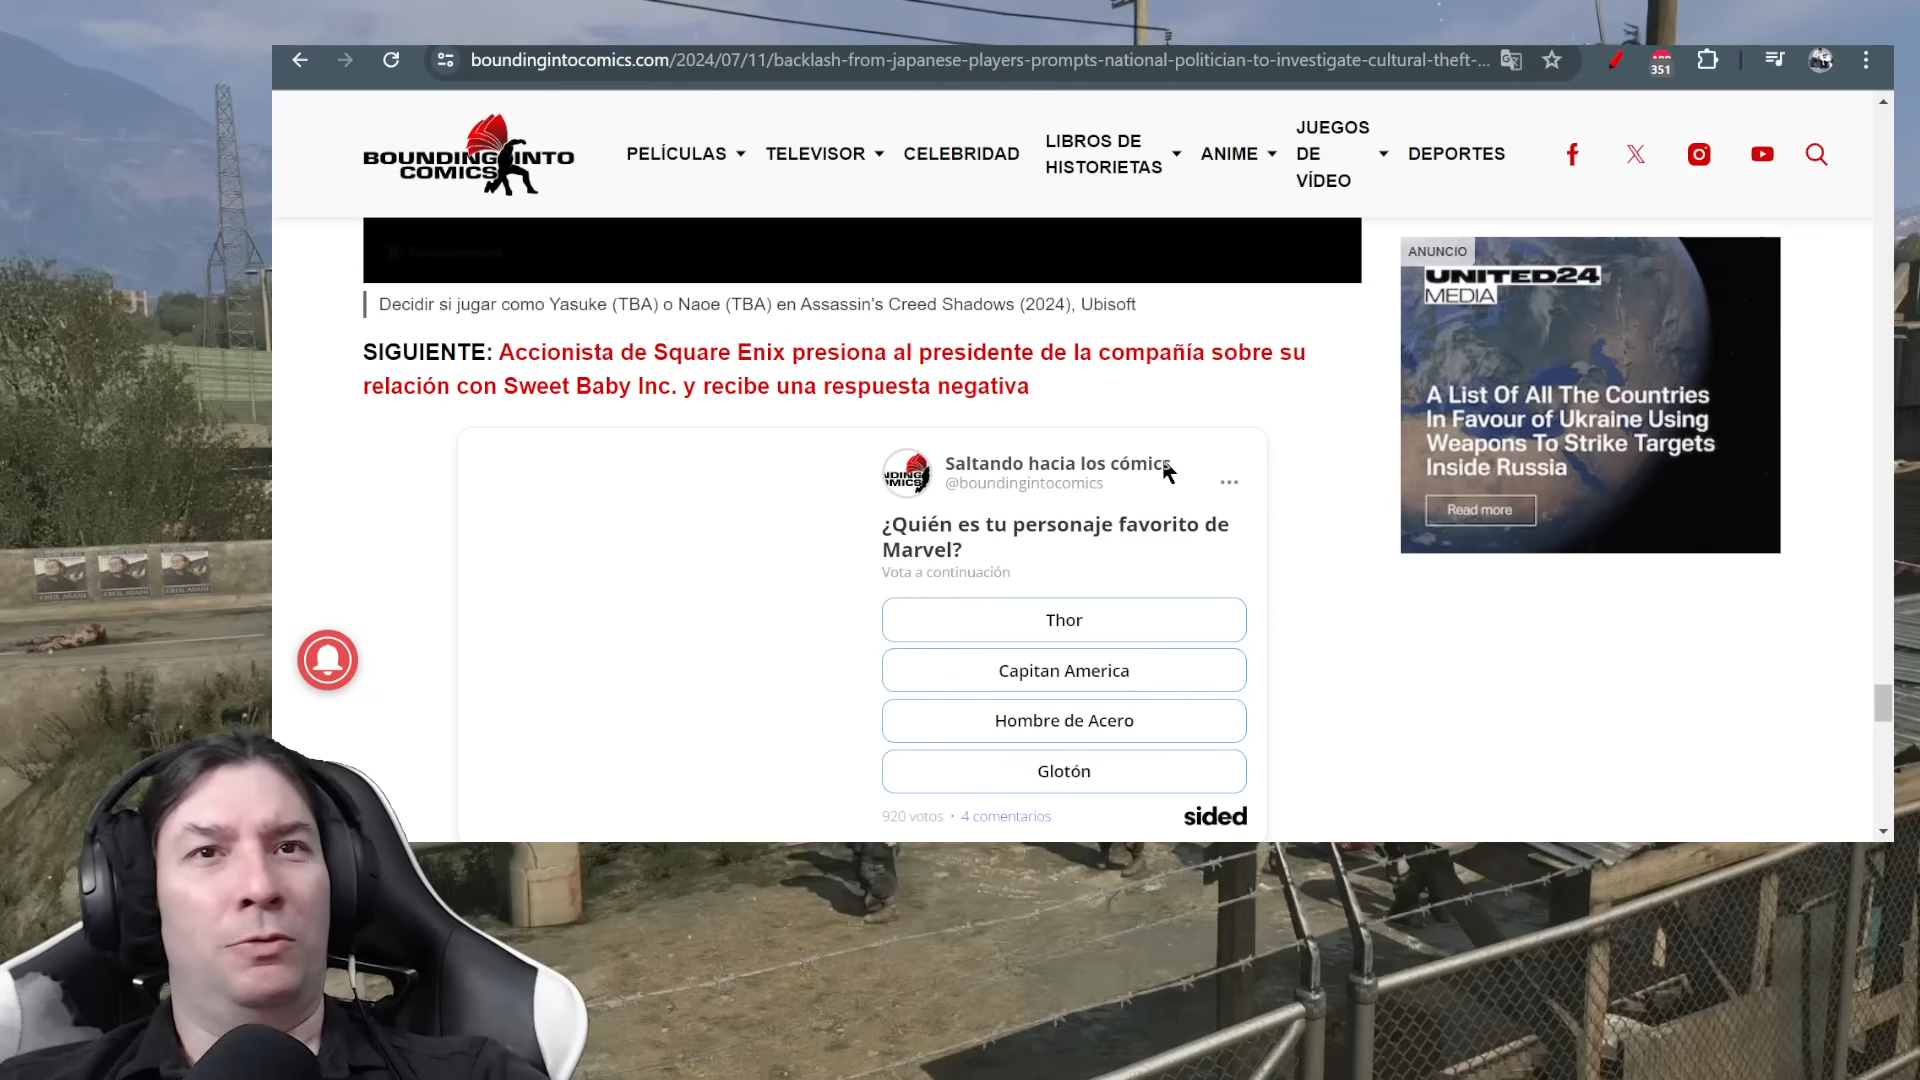 boundingintocomics.com/2024/07/11/backlash-from-japanese-players-prompts-national-politician-to-investigate-cultural-theft-...
351
BOUNDING INTO
COMICS
PELÍCULAS
TELEVISOR
CELEBRIDAD
LIBROS DE
HISTORIETAS
ANIME
JUEGOS
DE
VÍDEO
DEPORTES
Decidir si jugar como Yasuke (TBA) o Naoe (TBA) en Assassin's Creed Shadows (2024), Ubisoft
SIGUIENTE: Accionista de Square Enix presiona al presidente de la compañía sobre su
relación con Sweet Baby Inc. y recibe una respuesta negativa
Saltando hacia los cómics
@boundingintocomics
¿Quién es tu personaje favorito de
Marvel?
Vota a continuación
Thor
Capitan America
Hombre de Acero
Glotón
920 votos • 4 comentarios
sided
ANUNCIO
UNITED24
MEDIA
A List Of All The Countries
In Favour of Ukraine Using
Weapons To Strike Targets
Inside Russia
Read more
EROL ASANI
EROL ASANI
EROL ASANI